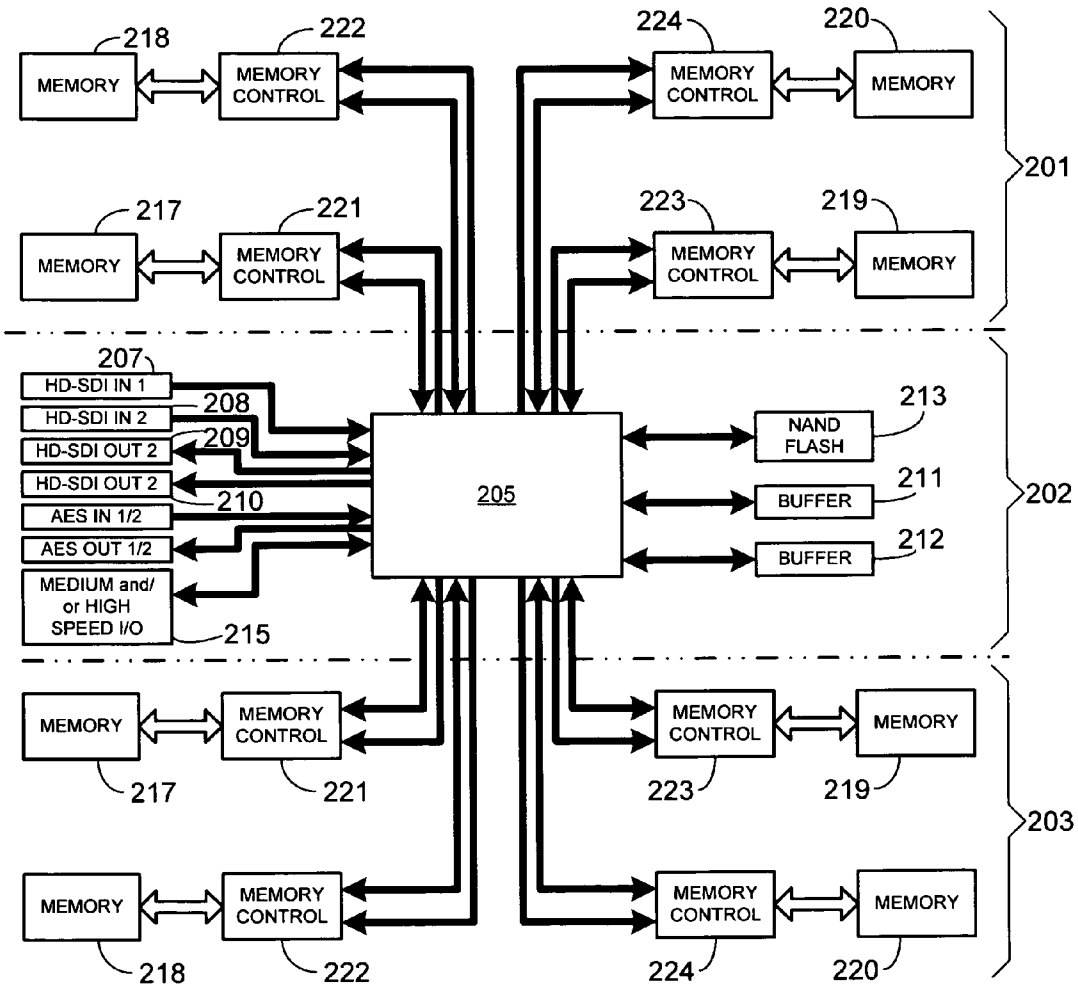 218
222
224
220
MEMORY
MEMORY
CONTROL
MEMORY
CONTROL
MEMORY
201
217
221
223
219
MEMORY
MEMORY
CONTROL
MEMORY
CONTROL
MEMORY
207
HD-SDI IN 1
HD-SDI IN 2
208
HD-SDI OUT 2
209
HD-SDI OUT 2
210
AES IN 1/2
AES OUT 1/2
MEDIUM and/
or HIGH
SPEED I/O
215
205
NAND
FLASH
213
BUFFER
211
BUFFER
212
202
MEMORY
MEMORY
CONTROL
MEMORY
CONTROL
MEMORY
217
221
223
219
203
MEMORY
MEMORY
CONTROL
MEMORY
CONTROL
MEMORY
218
222
224
220